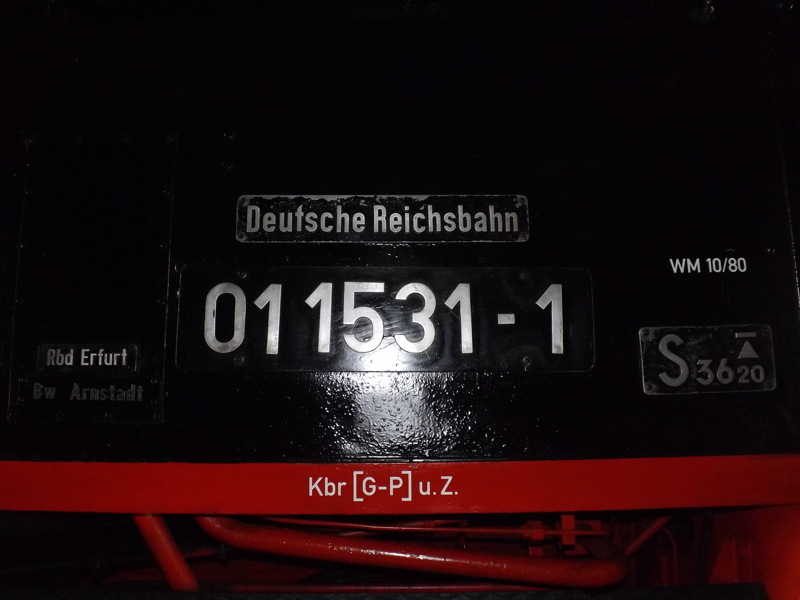 Deutsche Reichsbahn
01 1531-1
WM 10/80
Rbd Erfurt
Bw Arnstadt
S 36 20
Kbr [G-P] u. Z.